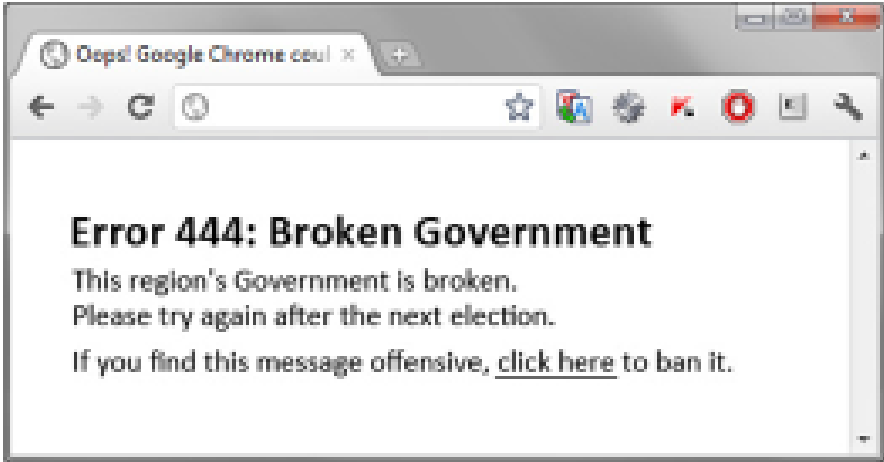 Oops! Google Chrome coul
Error 444: Broken Government
This region's Government is broken.
Please try again after the next election.
If you find this message offensive, click here to ban it.